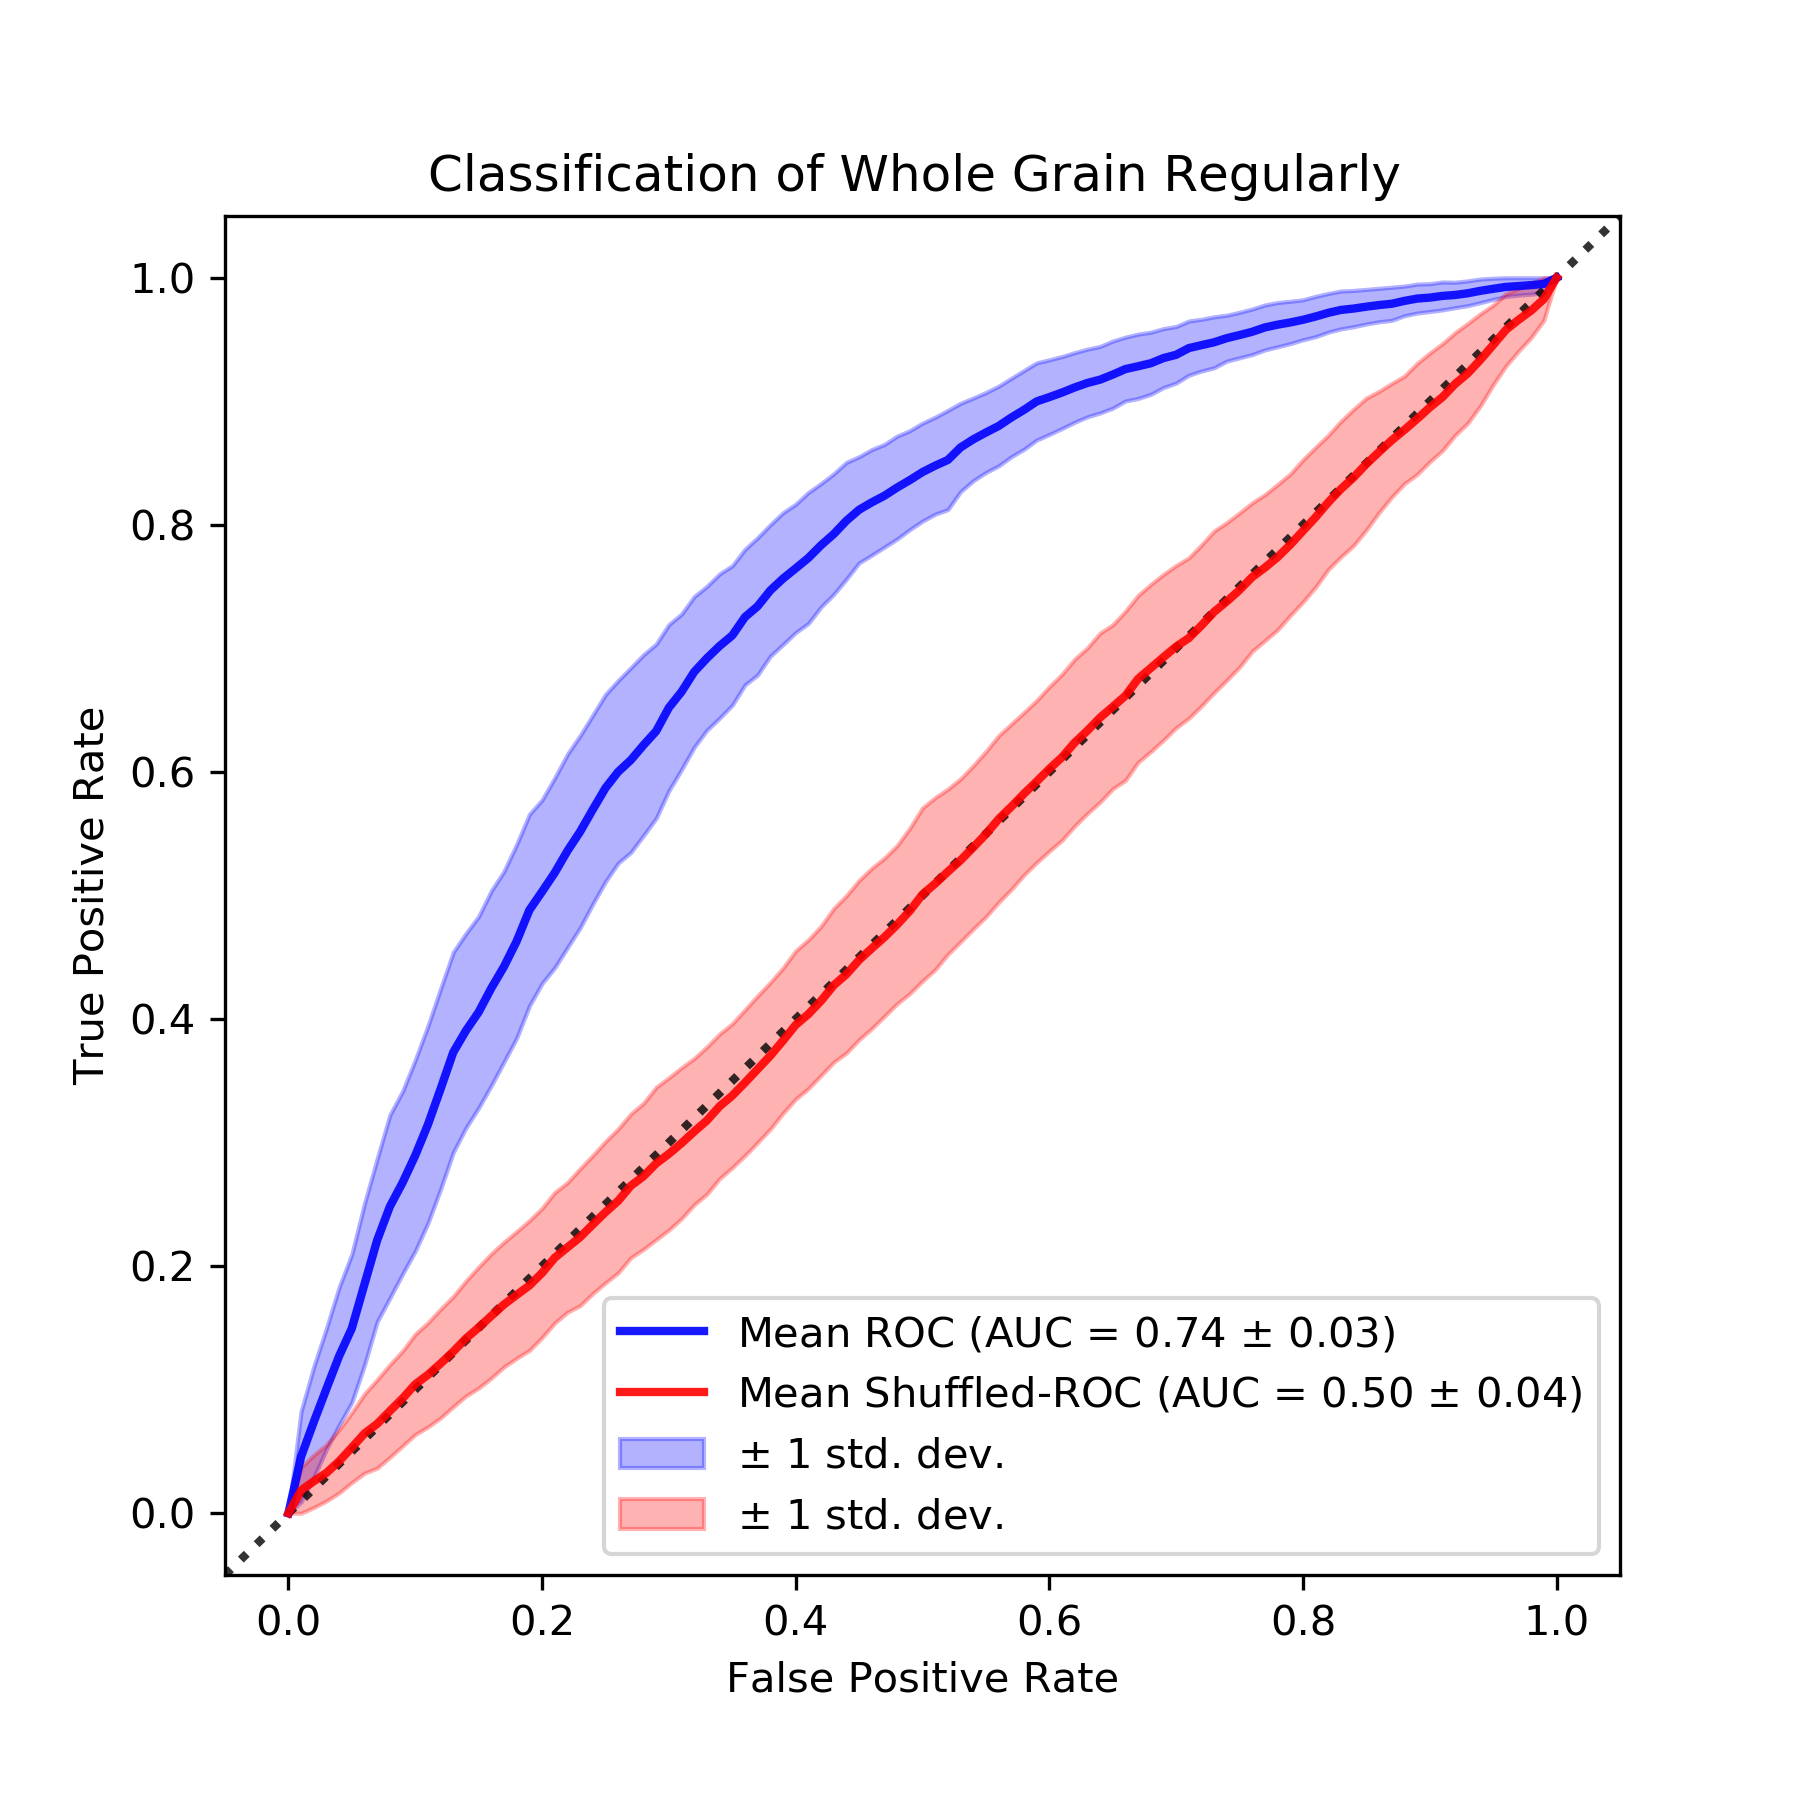 Classification of Whole Grain Regularly
True Positive Rate
1.0
0.8
0.6
0.4
0.2
0.0
Mean ROC (AUC = 0.74 ± 0.03)
Mean Shuffled-ROC (AUC = 0.50 ± 0.04)
± 1 std. dev.
± 1 std. dev.
0.0 0.2 0.4 0.6 0.8 1.0
False Positive Rate